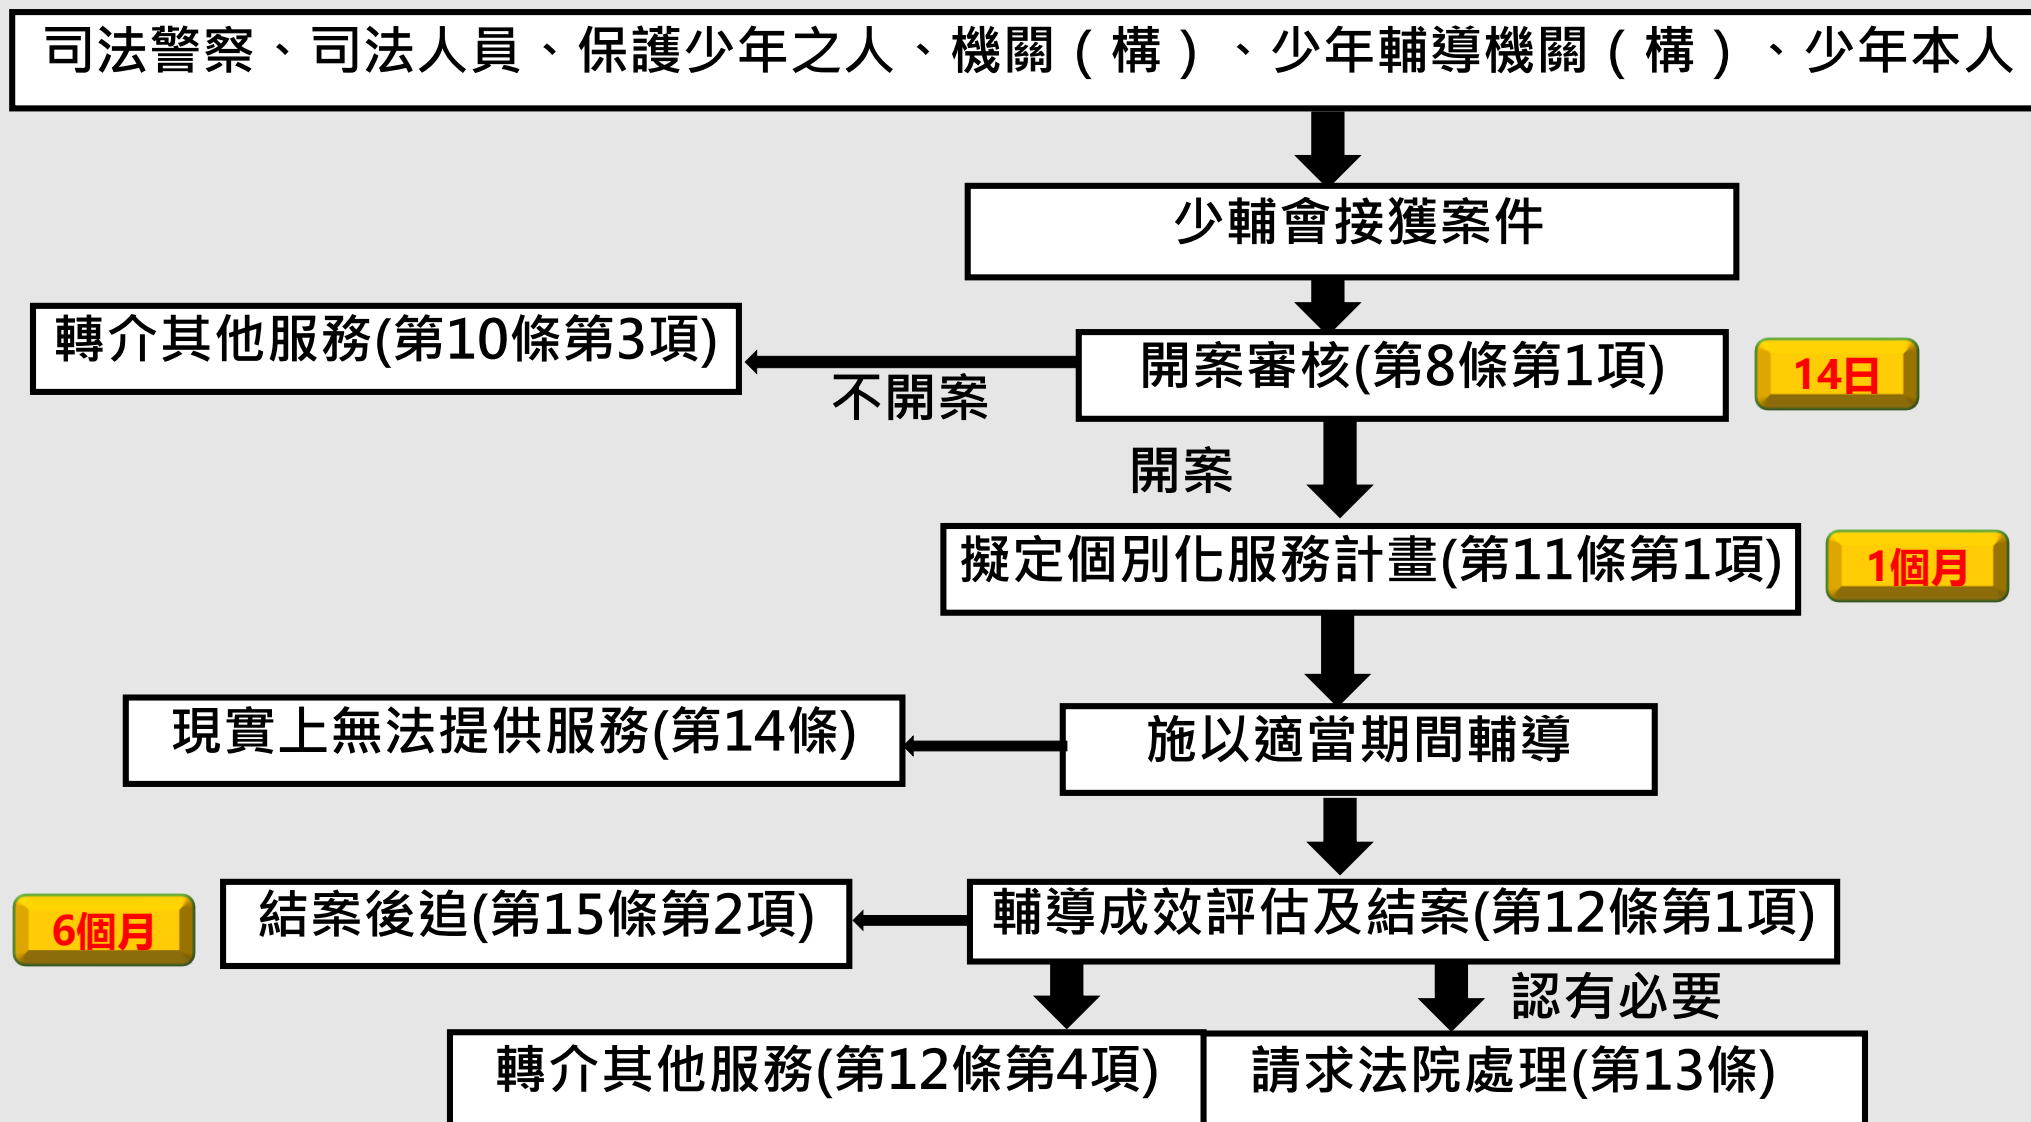 司法警察、司法人員、保護少年之人、機關（構）、少年輔導機關（構）、少年本人
少輔會接獲案件
轉介其他服務(第10條第3項)
開案審核(第8條第1項)
14日
不開案
開案
擬定個別化服務計畫(第11條第1項)
1個月
現實上無法提供服務(第14條)
施以適當期間輔導
6個月
結案後追(第15條第2項)
輔導成效評估及結案(第12條第1項)
認有必要
轉介其他服務(第12條第4項)
請求法院處理(第13條)